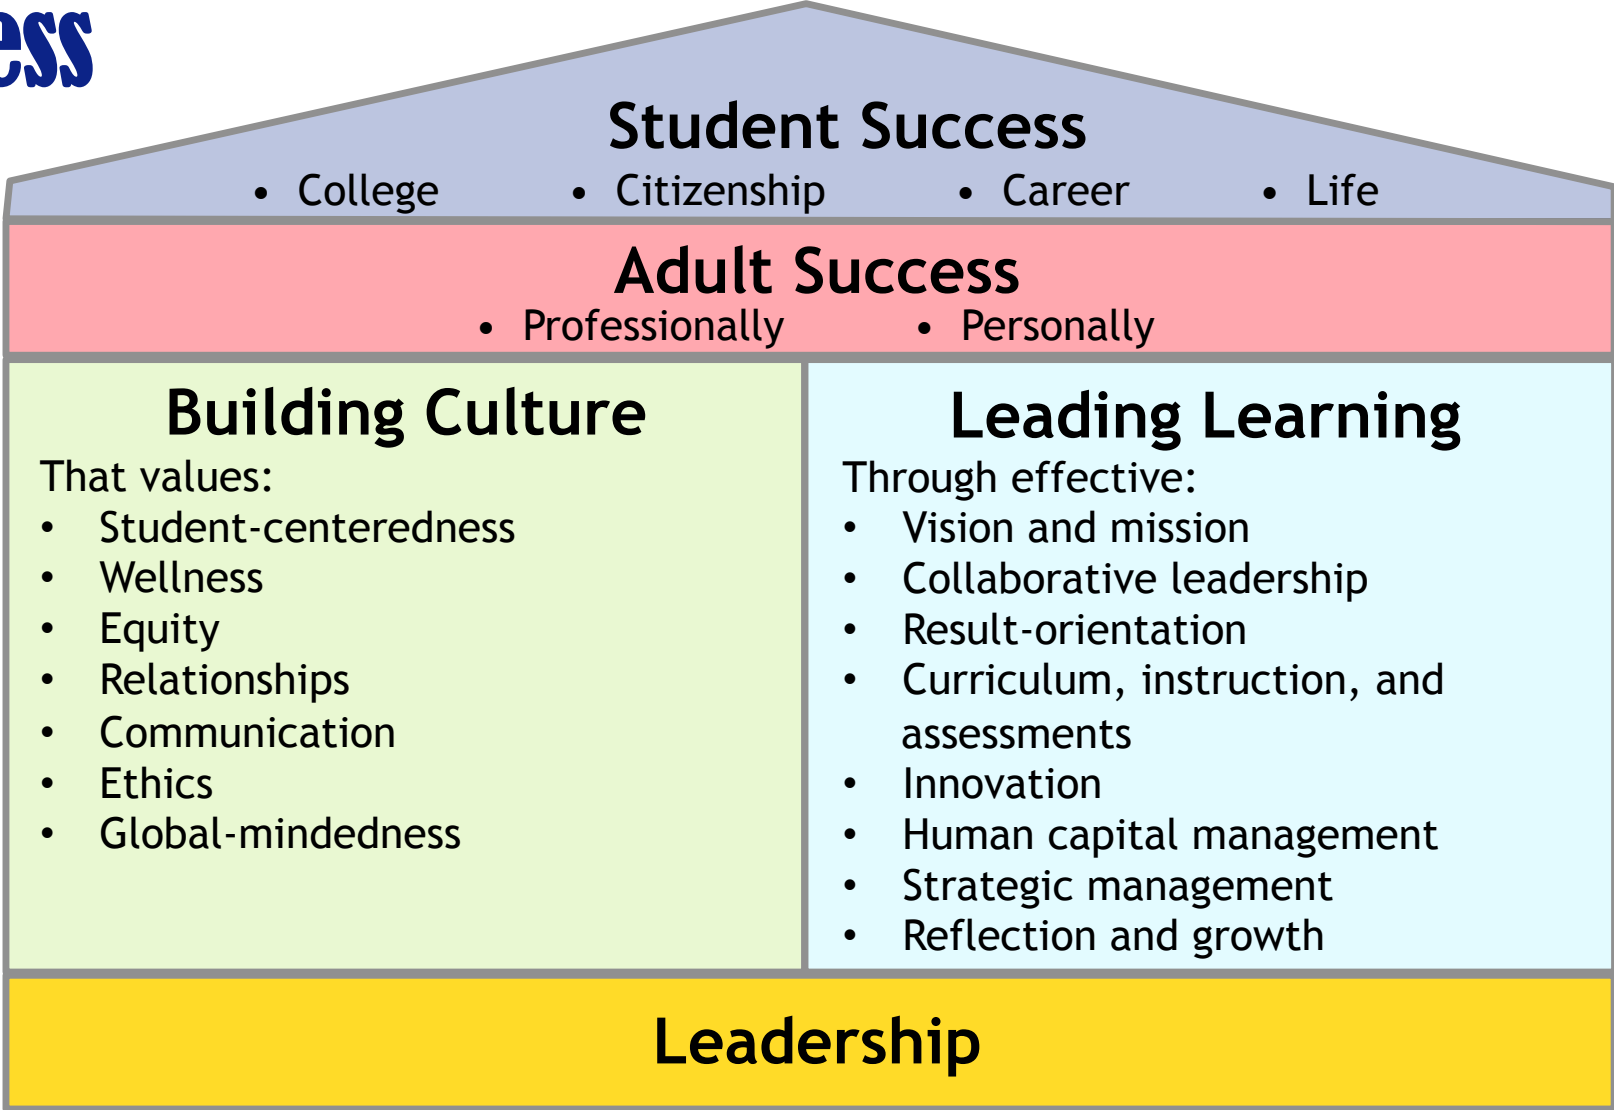 ess
Student Success
• College • Citizenship • Career • Life
Adult Success
• Professionally • Personally
Building Culture
That values:
• Student-centeredness
• Wellness
• Equity
• Relationships
• Communication
• Ethics
• Global-mindedness
Leading Learning
Through effective:
• Vision and mission
• Collaborative leadership
• Result-orientation
• Curriculum, instruction, and
assessments
• Innovation
• Human capital management
• Strategic management
• Reflection and growth
Leadership